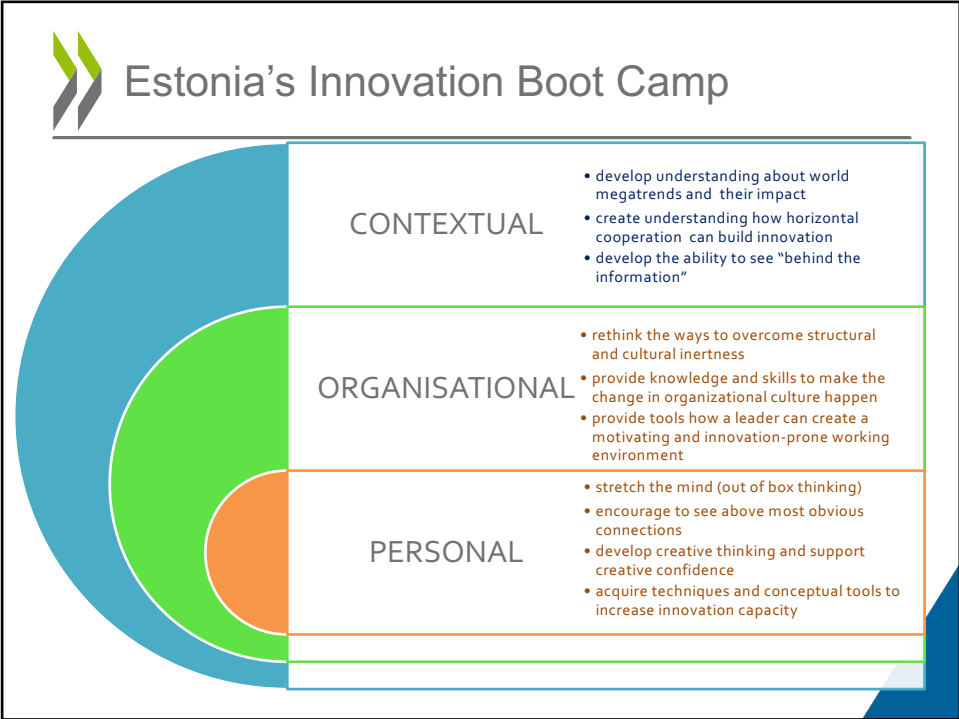 Estonia’s Innovation Boot Camp
CONTEXTUAL
• develop understanding about world
megatrends and their impact
• create understanding how horizontal
cooperation can build innovation
• develop the ability to see “behind the
information”
ORGANISATIONAL
• rethink the ways to overcome structural
and cultural inertness
• provide knowledge and skills to make the
change in organizational culture happen
• provide tools how a leader can create a
motivating and innovation-prone working
environment
PERSONAL
• stretch the mind (out of box thinking)
• encourage to see above most obvious
connections
• develop creative thinking and support
creative confidence
• acquire techniques and conceptual tools to
increase innovation capacity